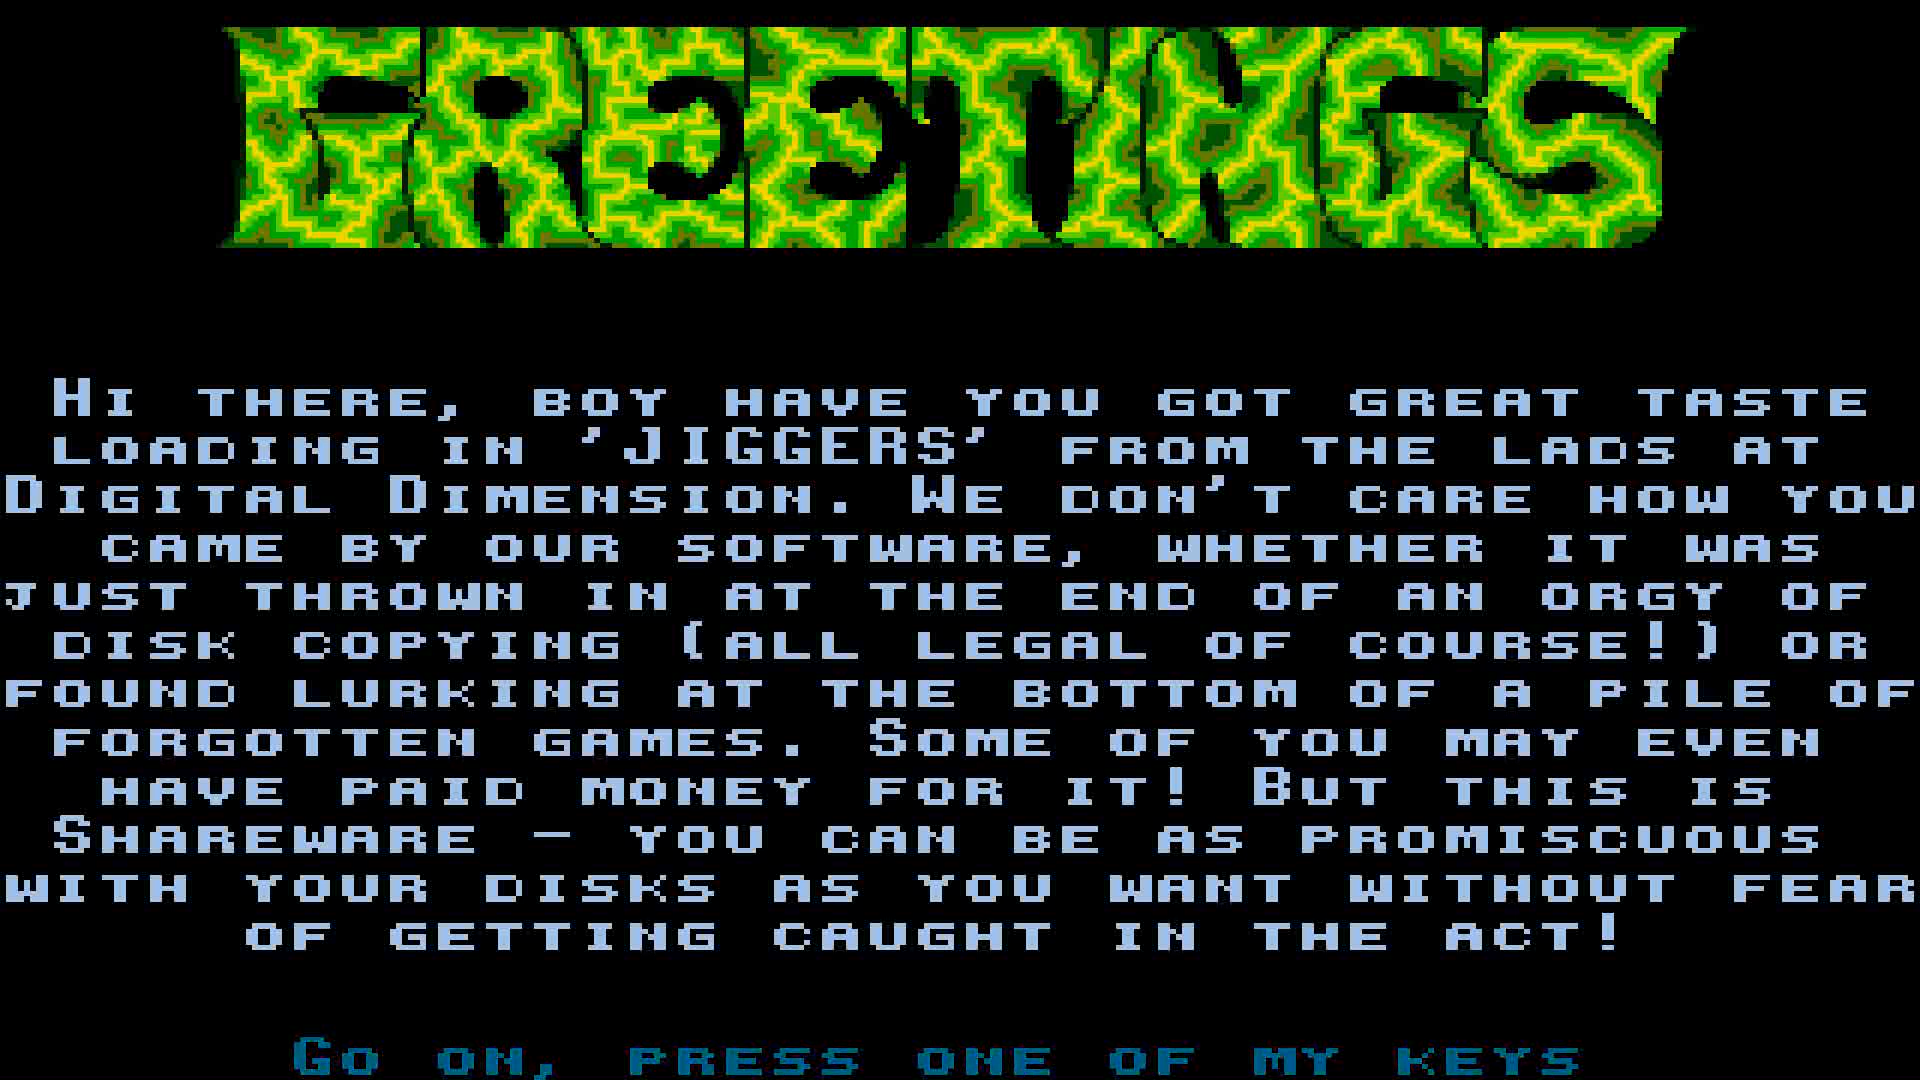 GREETINGS
Hi there, boy have you got great taste
loading in 'JIGGERS' from the lads at
Digital Dimension. We don't care how you
came by our software, whether it was
just thrown in at the end of an orgy of
disk copying (all legal of course!) or
found lurking at the bottom of a pile of
forgotten games. Some of you may even
have paid money for it! But this is
Shareware - you can be as promiscuous
with your disks as you want without fear
of getting caught in the act!
Go on, press one of my keys